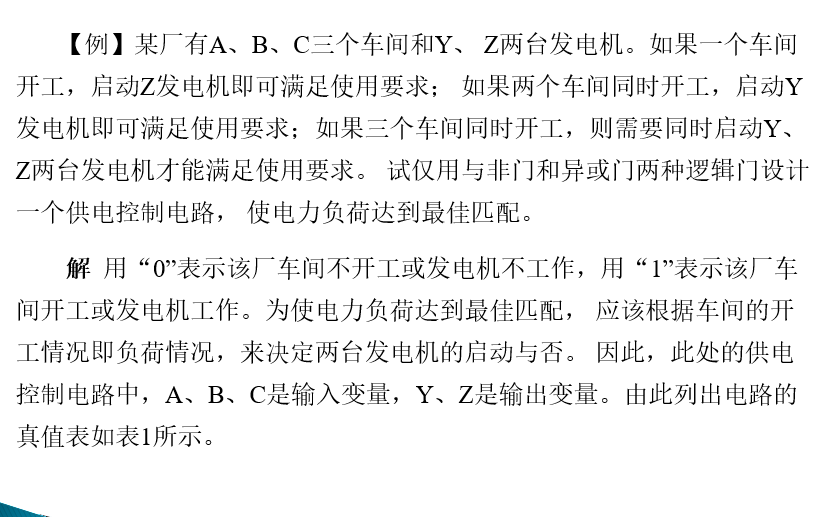 【例】某厂有A、B、C三个车间和Y、 Z两台发电机。如果一个车间
开工，启动Z发电机即可满足使用要求； 如果两个车间同时开工，启动Y
发电机即可满足使用要求；如果三个车间同时开工，则需要同时启动Y、
Z两台发电机才能满足使用要求。 试仅用与非门和异或门两种逻辑门设计
一个供电控制电路， 使电力负荷达到最佳匹配。
解 用“0”表示该厂车间不开工或发电机不工作，用“1”表示该厂车
间开工或发电机工作。为使电力负荷达到最佳匹配， 应该根据车间的开
工情况即负荷情况，来决定两台发电机的启动与否。 因此，此处的供电
控制电路中，A、B、C是输入变量，Y、Z是输出变量。由此列出电路的
真值表如表1所示。